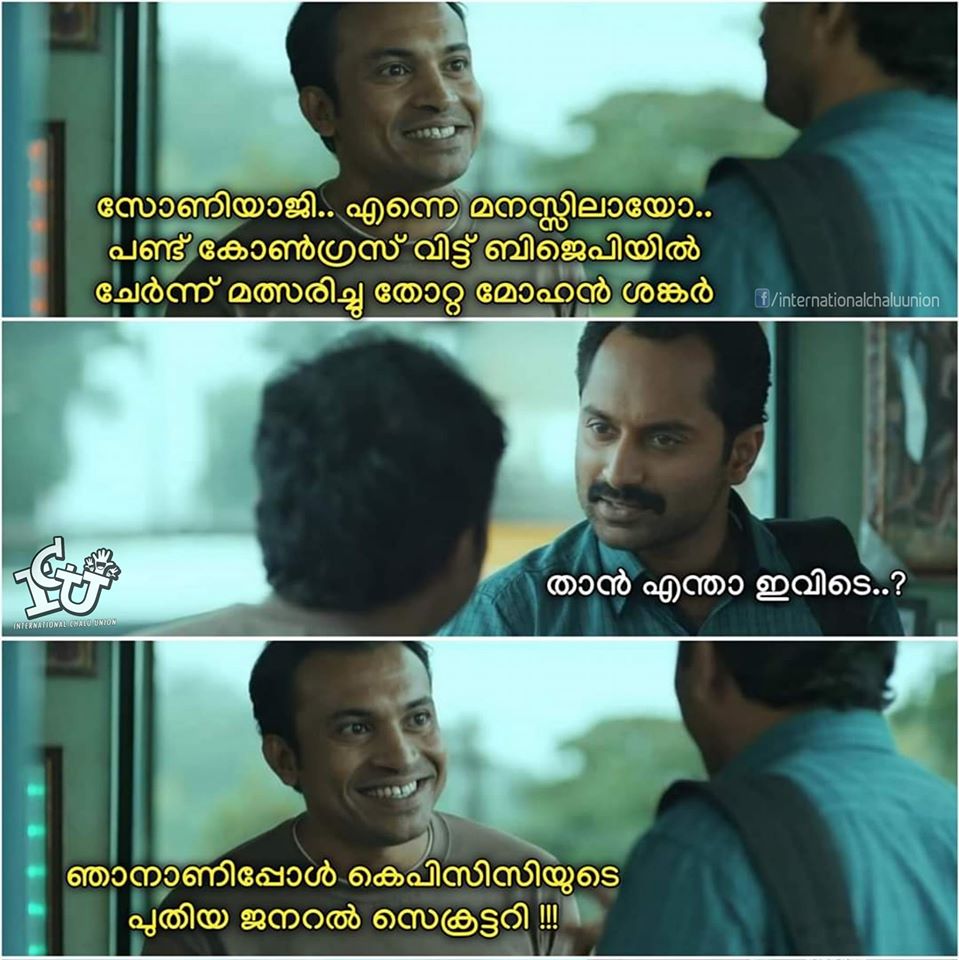 സോണിയാജി.. എന്നെ മനസ്സിലായോ..
പണ്ട് കോൺഗ്രസ് വിട്ട് ബിജെപിയിൽ
ചേർന്ന് മത്സരിച്ചു തോറ്റ മോഹൻ ശങ്കർ
f/internationalchaluunion
താൻ എന്താ ഇവിടെ..?
ICU
INTERNATIONAL CHALU UNION
ഞാനാണിപ്പോൾ കെപിസിസിയുടെ
പുതിയ ജനറൽ സെക്രട്ടറി !!!